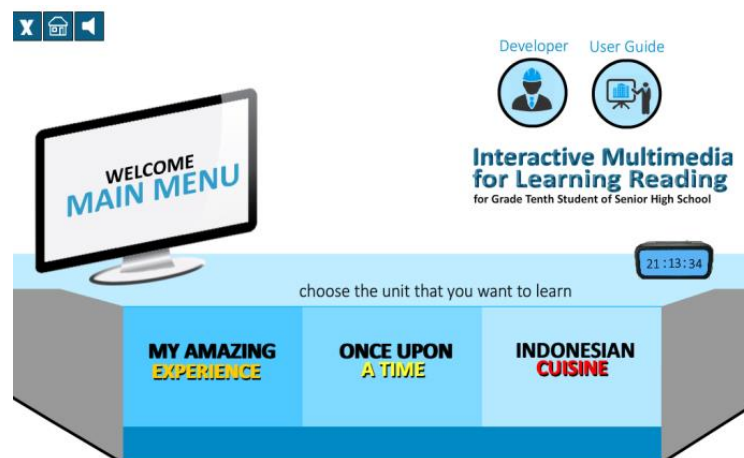 X
Developer
User Guide
WELCOME
MAIN MENU
Interactive Multimedia
for Learning Reading
for Grade Tenth Student of Senior High School
21:13:34
choose the unit that you want to learn
MY AMAZING
EXPERIENCE
ONCE UPON
A TIME
INDONESIAN
CUISINE